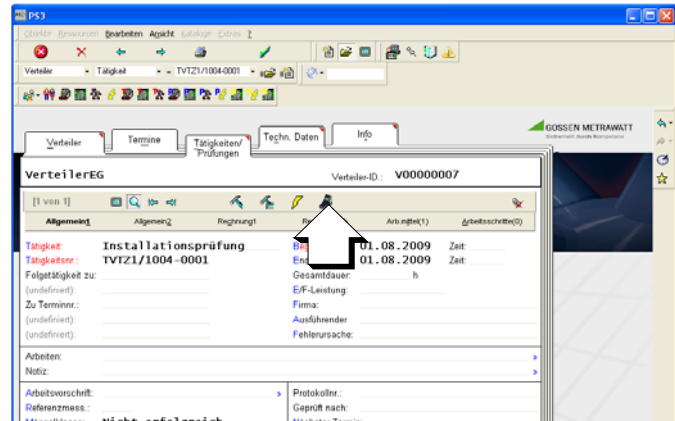 PS3
Objekte Ressourcen Bearbeiten Ansicht Kataloge Extras ?
Verteiler Tätigkeit = TVTZ1/1004-0001
GOSSEN METRAWATT
Verteiler Termine Tätigkeiten/ Techn. Daten Info
Prüfungen
VerteilerEG Verteiler-ID.: V00000007
[1 von 1]
Allgemein1 Allgemein2 Rechnung1 Arb.mittel(1) Arbeitsschritte(0)
Tätigkeit: Installationsprüfung 01.08.2009 Zeit:
Tätigkeitsnr.: TVTZ1/1004-0001 01.08.2009 Zeit:
Folgetätigkeit zu: Gesamtdauer: h
(undefiniert): E/F-Leistung:
Zu Terminnr.: Firma:
(undefiniert): Ausführender
(undefiniert): Fehlerursache:
Arbeiten:
Notiz:
Arbeitsvorschrift: Protokollnr.:
Referenzmess.: Geprüft nach: